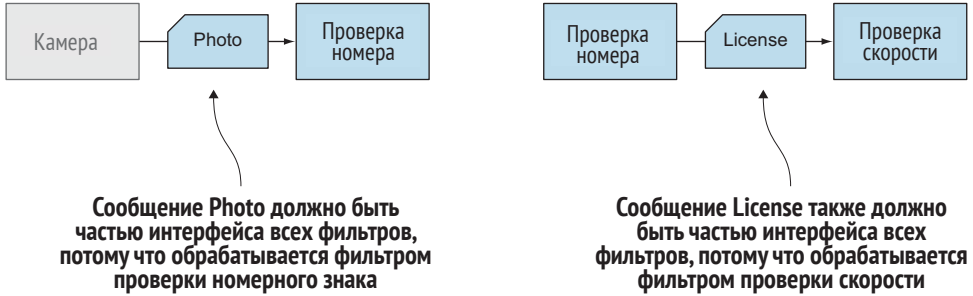 Камера
Photo
Проверка
номера
Сообщение Photo должно быть
частью интерфейса всех фильтров,
потому что обрабатывается фильтром
проверки номерного знака
Проверка
номера
License
Проверка
скорости
Сообщение License также должно
быть частью интерфейса всех
фильтров, потому что обрабатывается
фильтром проверки скорости